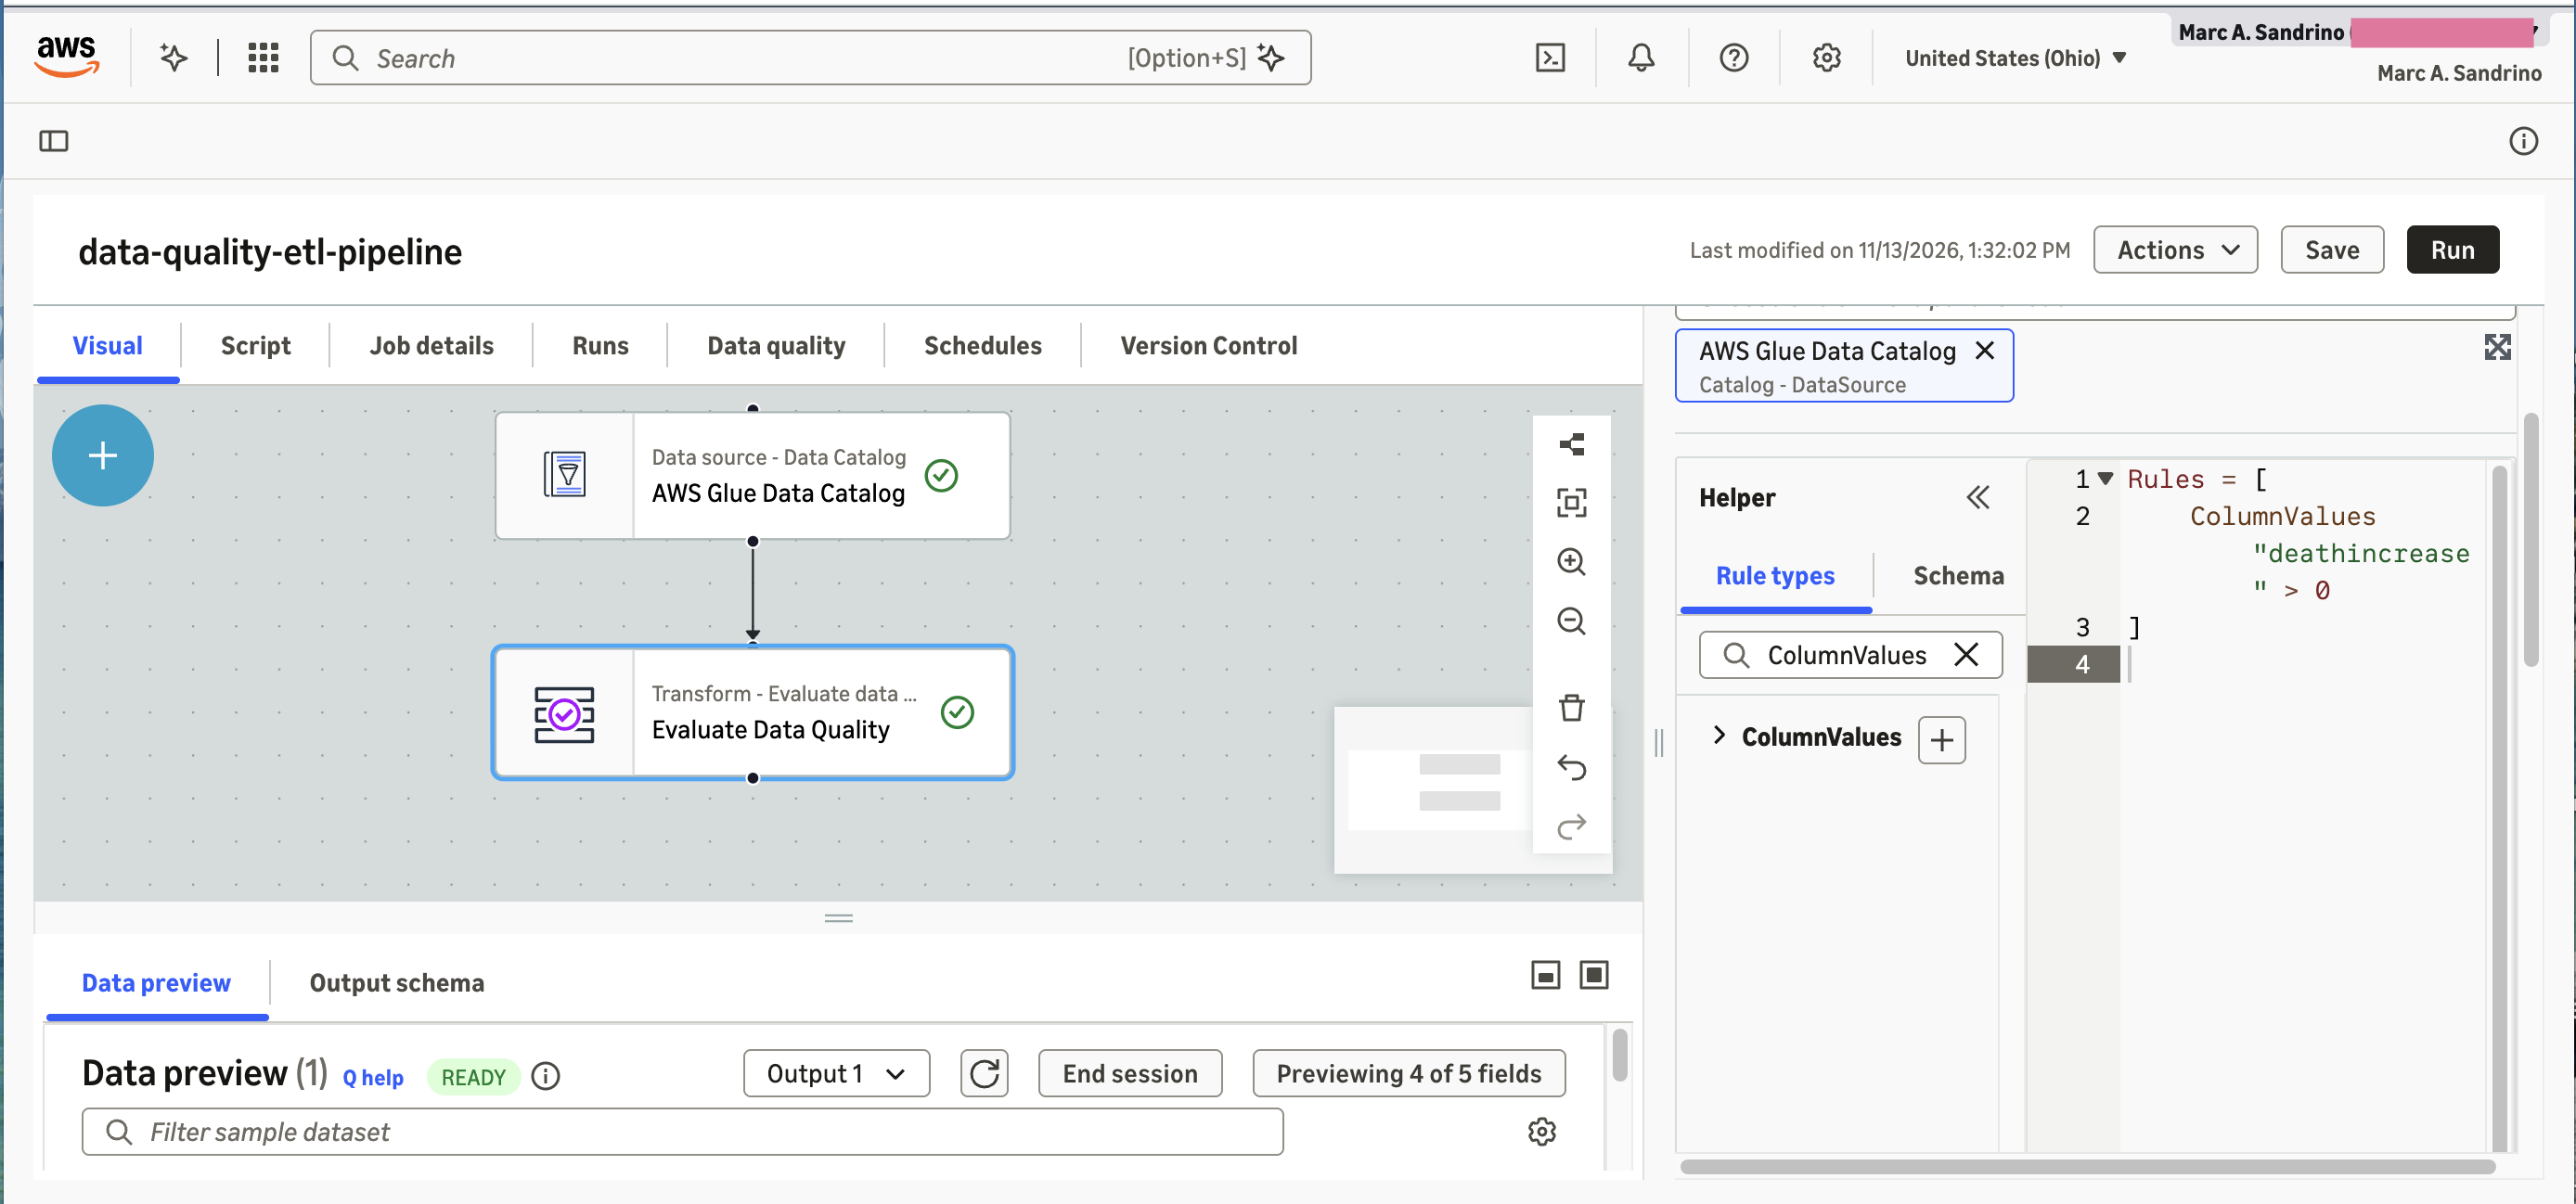 aws
Search
[Option+S]
United States (Ohio)
Marc A. Sandrino
Marc A. Sandrino
data-quality-etl-pipeline
Last modified on 11/13/2026, 1:32:02 PM
Actions
Save
Run
Visual
Script
Job details
Runs
Data quality
Schedules
Version Control
Data source - Data Catalog
AWS Glue Data Catalog
Transform - Evaluate data ...
Evaluate Data Quality
AWS Glue Data Catalog
Catalog - DataSource
Helper
Rule types
Schema
ColumnValues
ColumnValues
1 Rules = [
2 ColumnValues
"deathincrease
" > 0
3 ]
4
Data preview
Output schema
Data preview (1) Q help READY
Output 1
End session
Previewing 4 of 5 fields
Filter sample dataset